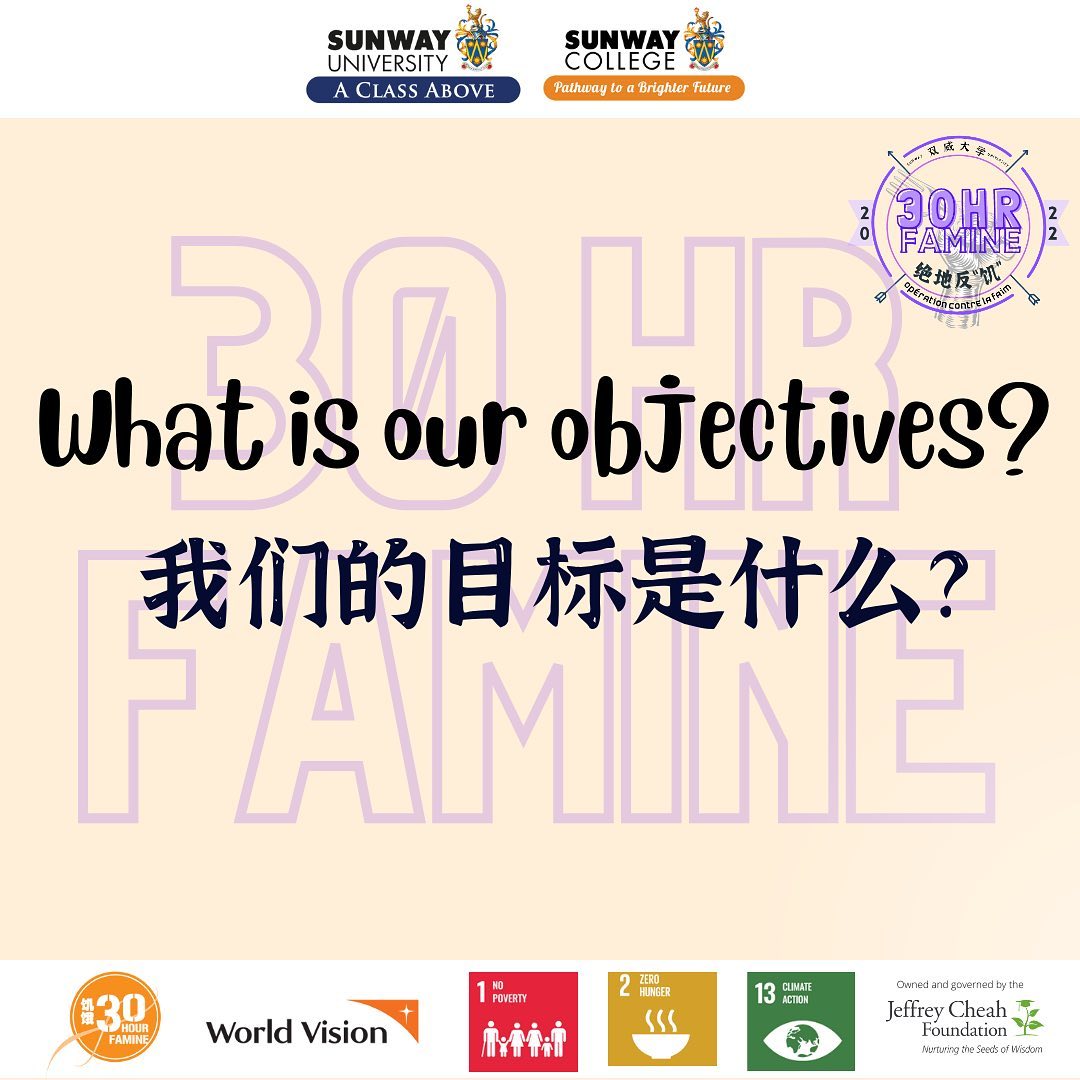 SUNWAY
UNIVERSITY
A CLASS ABOVE
SUNWAY
COLLEGE
Pathway to a Brighter Future
Sunway 双威大学 University
20
22
30HR
FAMINE
绝地反“饥”
opération contre la faim
30 HR
What is our objectives?
我们的目标是什么?
FAMINE
饥馑
30
HOUR
FAMINE
World Vision
1 NO
POVERTY
2 ZERO
HUNGER
13 CLIMATE
ACTION
Owned and governed by the
Jeffrey Cheah
Foundation
Nurturing the Seeds of Wisdom